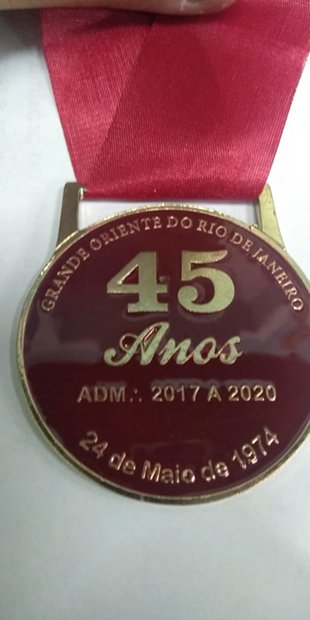 GRANDE ORIENTE DO RIO DE JANEIRO
45
Anos
ADM∴ 2017 A 2020
24 de Maio de 1974